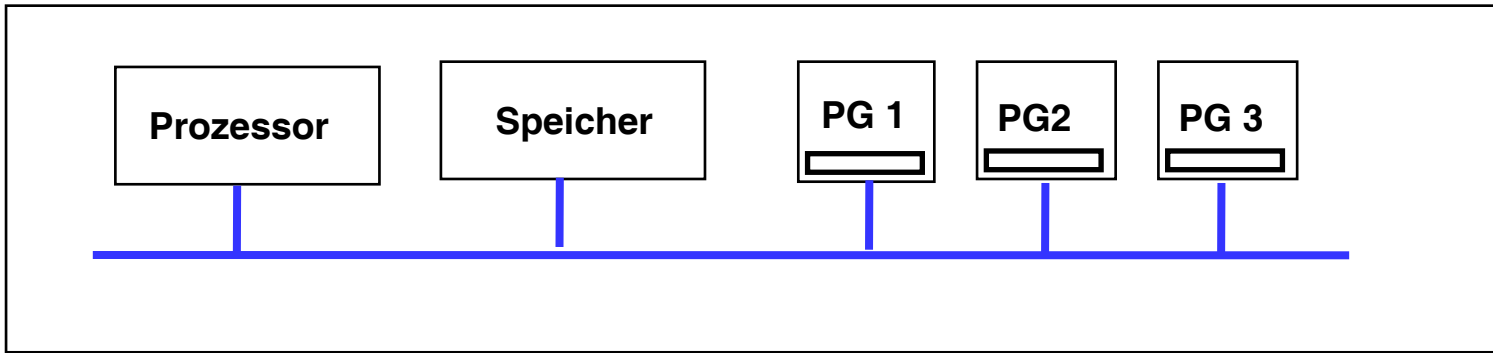 Prozessor
Speicher
PG 1
PG2
PG 3